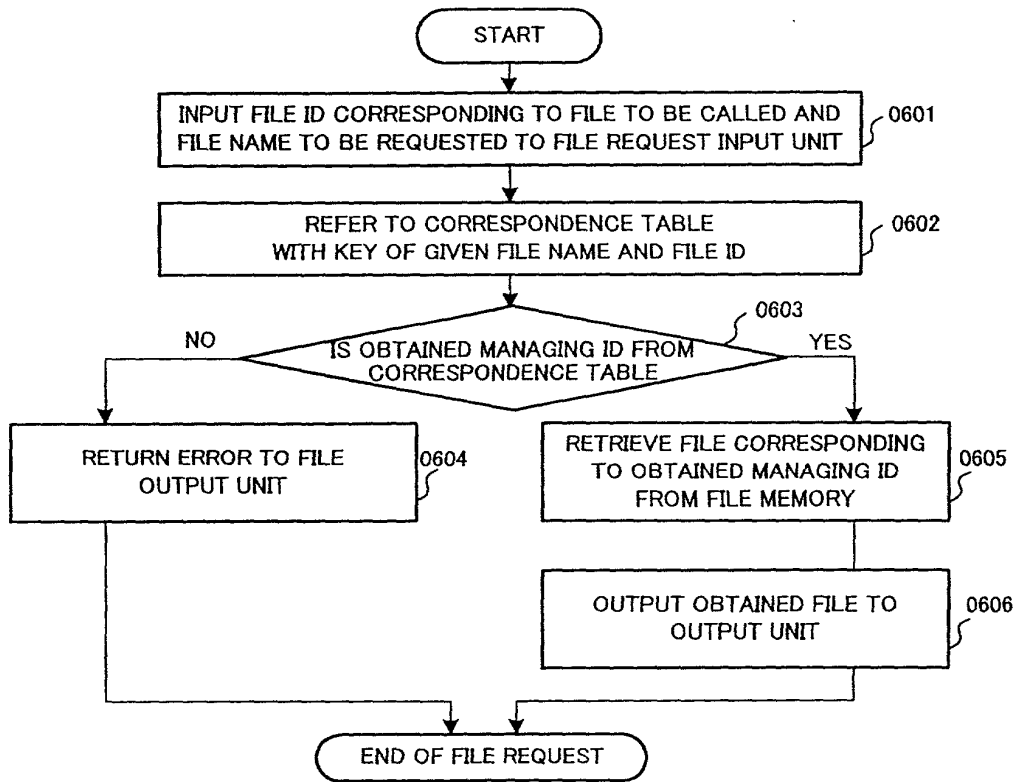 START
INPUT FILE ID CORRESPONDING TO FILE TO BE CALLED AND
FILE NAME TO BE REQUESTED TO FILE REQUEST INPUT UNIT
0601
REFER TO CORRESPONDENCE TABLE
WITH KEY OF GIVEN FILE NAME AND FILE ID
0602
0603
NO
IS OBTAINED MANAGING ID FROM
CORRESPONDENCE TABLE
YES
RETURN ERROR TO FILE
OUTPUT UNIT
0604
RETRIEVE FILE CORRESPONDING
TO OBTAINED MANAGING ID
FROM FILE MEMORY
0605
OUTPUT OBTAINED FILE TO
OUTPUT UNIT
0606
END OF FILE REQUEST